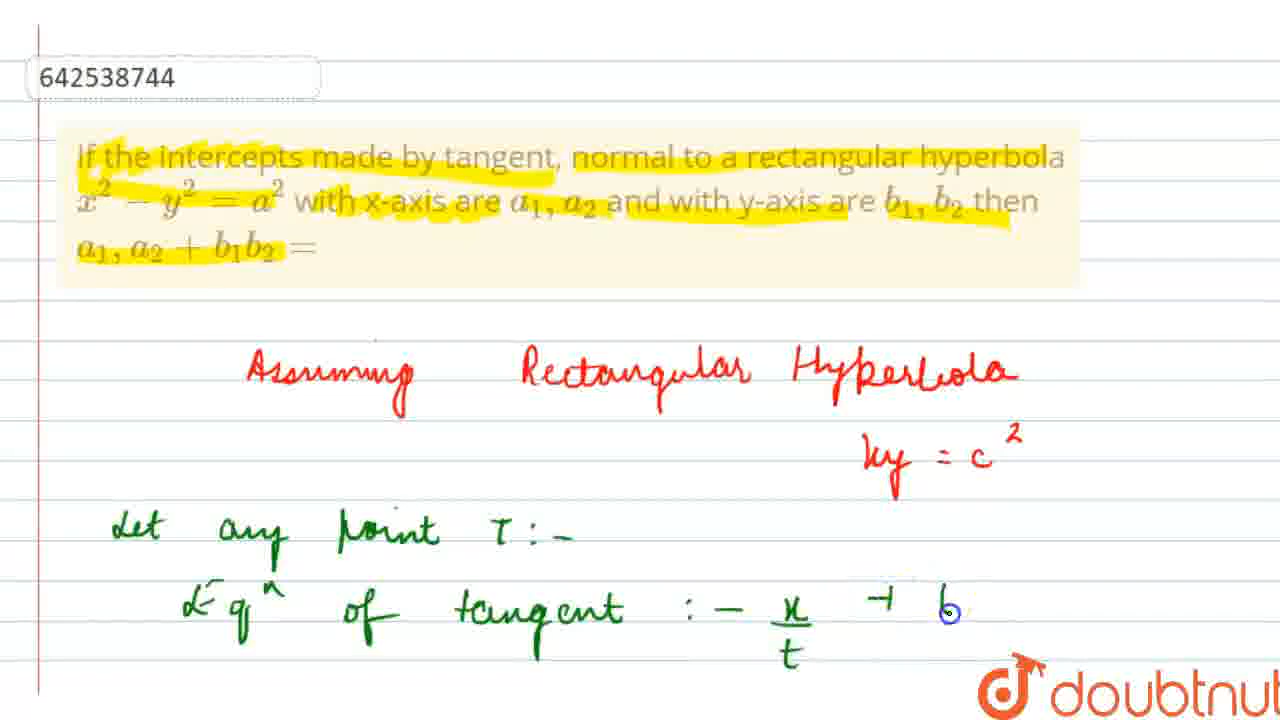 642538744
If the intercepts made by tangent, normal to a rectangular hyperbola
x² − y² = a² with x-axis are a₁, a₂ and with y-axis are b₁, b₂ then
a₁, a₂ + b₁b₂ =
Assuming Rectangular Hyperbola
xy = c²
Let any point T :-
Eqⁿ of tangent :- x/t + b
doubtnut